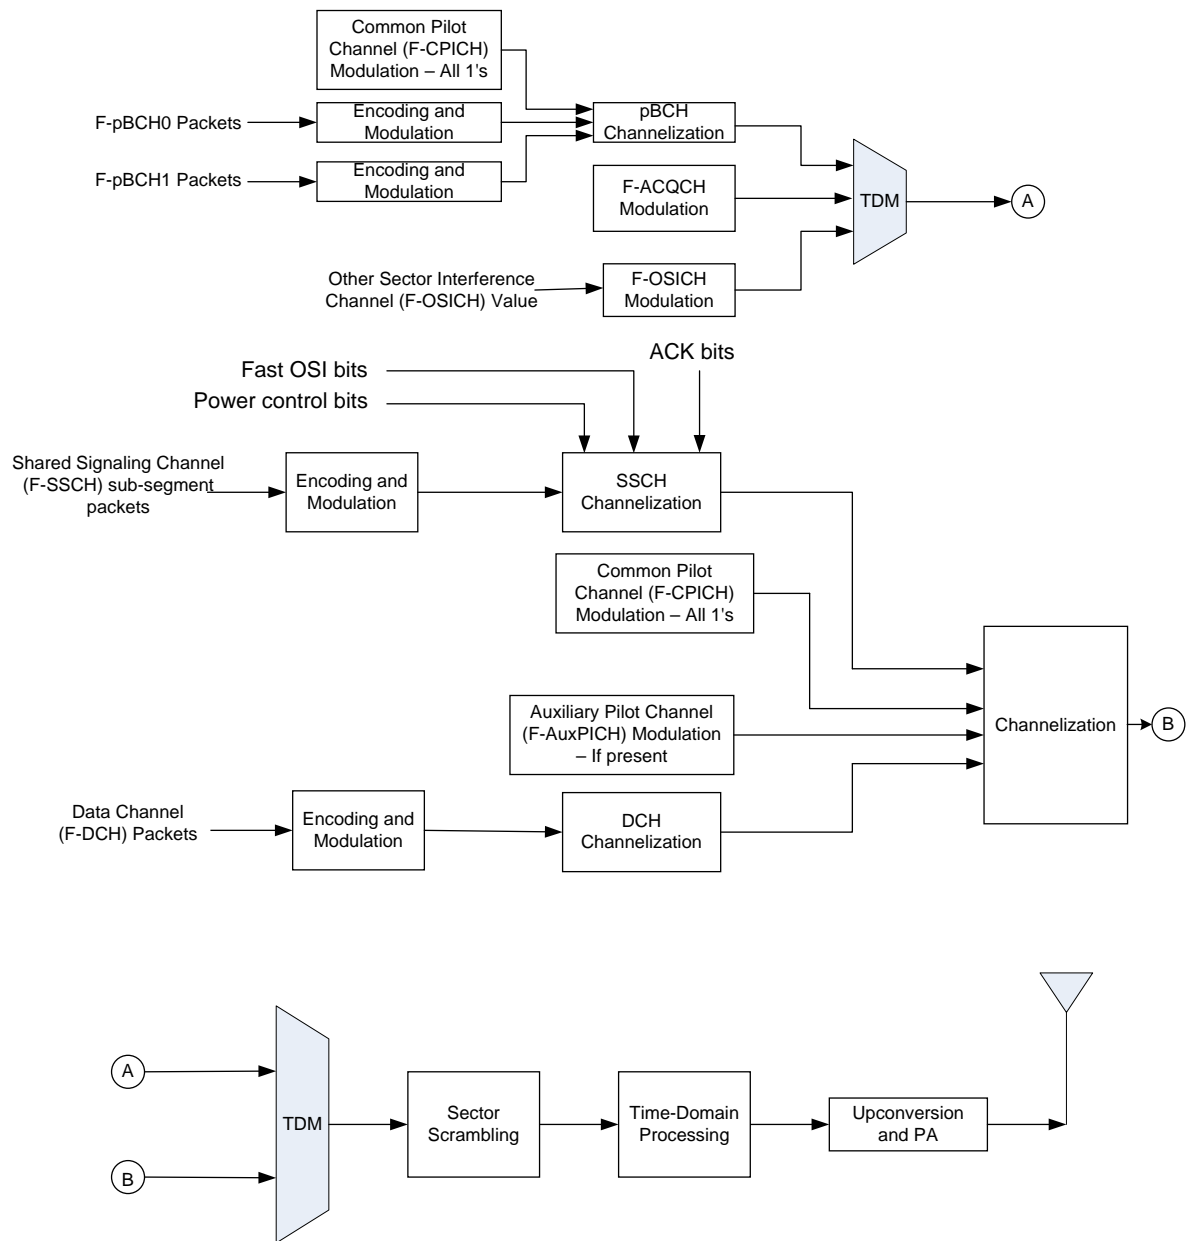 Common Pilot
Channel (F-CPICH)
Modulation – All 1's
F-pBCH0 Packets
Encoding and
Modulation
pBCH
Channelization
F-pBCH1 Packets
Encoding and
Modulation
F-ACQCH
Modulation
TDM
A
Other Sector Interference
Channel (F-OSICH) Value
F-OSICH
Modulation
ACK bits
Fast OSI bits
Power control bits
Shared Signaling Channel
(F-SSCH) sub-segment
packets
Encoding and
Modulation
SSCH
Channelization
Common Pilot
Channel (F-CPICH)
Modulation – All 1's
Auxiliary Pilot Channel
(F-AuxPICH) Modulation
– If present
Channelization
B
Data Channel
(F-DCH) Packets
Encoding and
Modulation
DCH
Channelization
A
B
TDM
Sector
Scrambling
Time-Domain
Processing
Upconversion
and PA